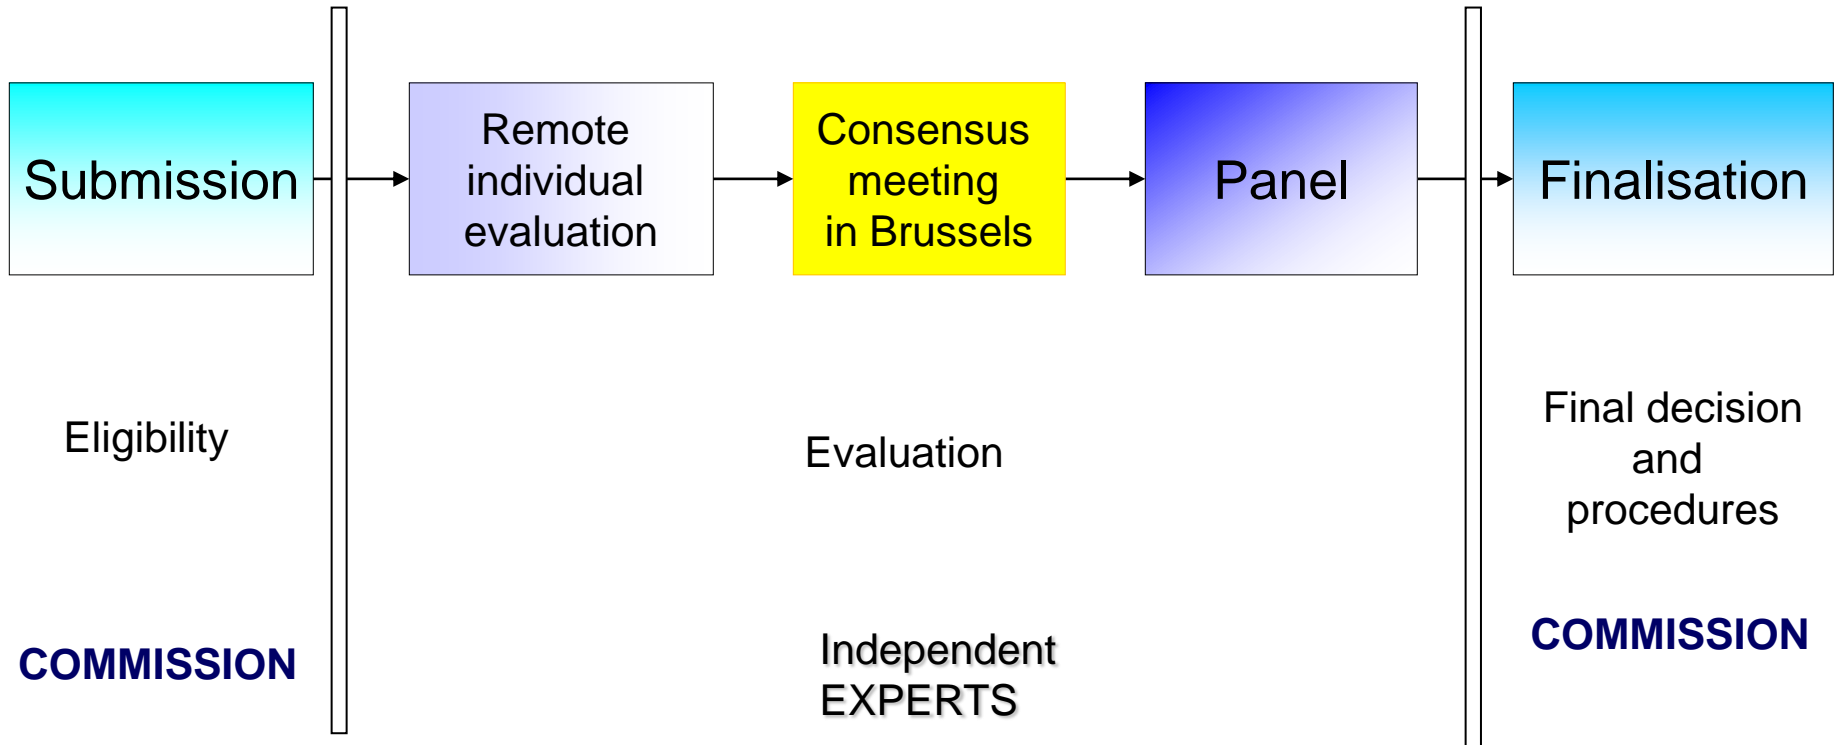 Submission
Remote
individual
evaluation
Consensus
meeting
in Brussels
Panel
Finalisation
Eligibility
Evaluation
Final decision
and
procedures
COMMISSION
Independent
EXPERTS
COMMISSION